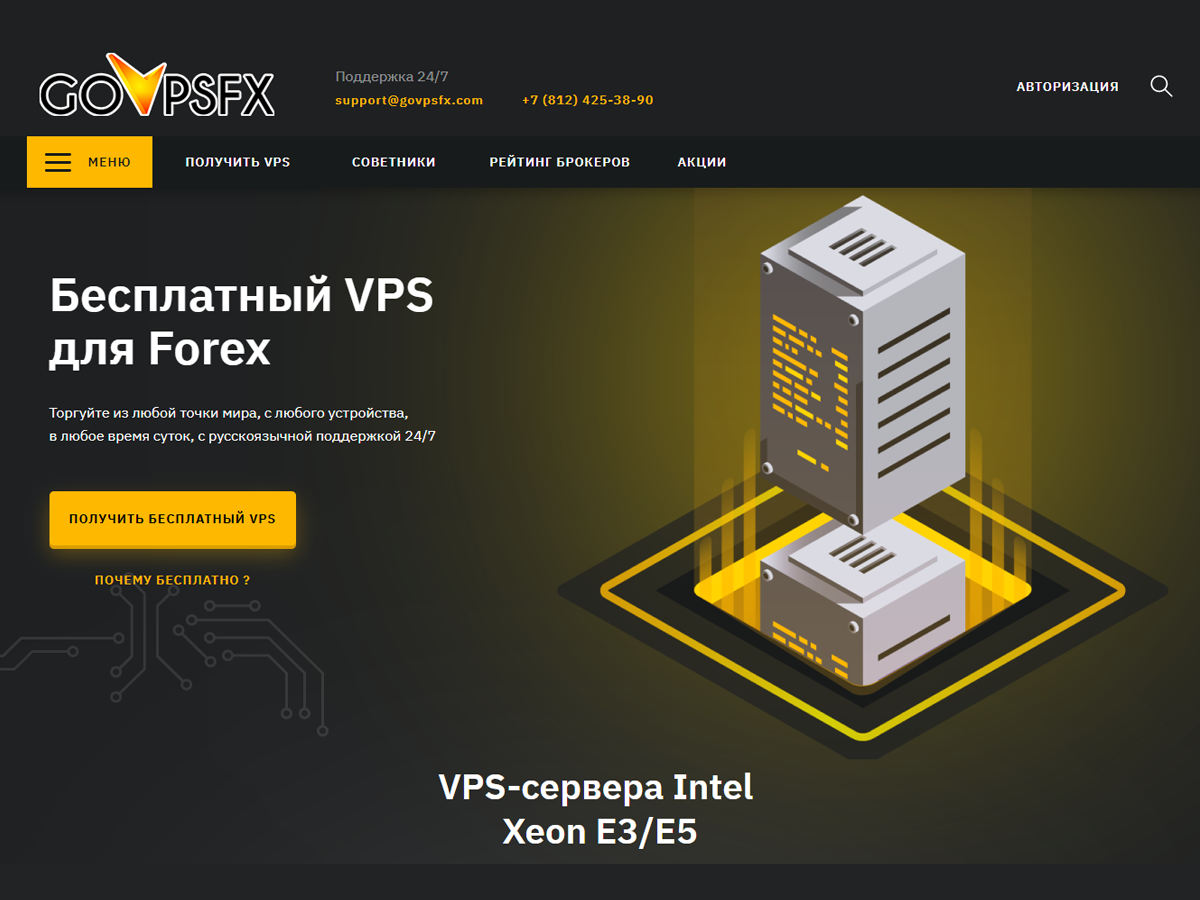 GOVPSFX
Поддержка 24/7
support@govpsfx.com
+7 (812) 425-38-90
АВТОРИЗАЦИЯ
МЕНЮ
ПОЛУЧИТЬ VPS
СОВЕТНИКИ
РЕЙТИНГ БРОКЕРОВ
АКЦИИ
Бесплатный VPS
для Forex
Торгуйте из любой точки мира, с любого устройства,
в любое время суток, с русскоязычной поддержкой 24/7
ПОЛУЧИТЬ БЕСПЛАТНЫЙ VPS
ПОЧЕМУ БЕСПЛАТНО ?
VPS-сервера Intel
Xeon E3/E5